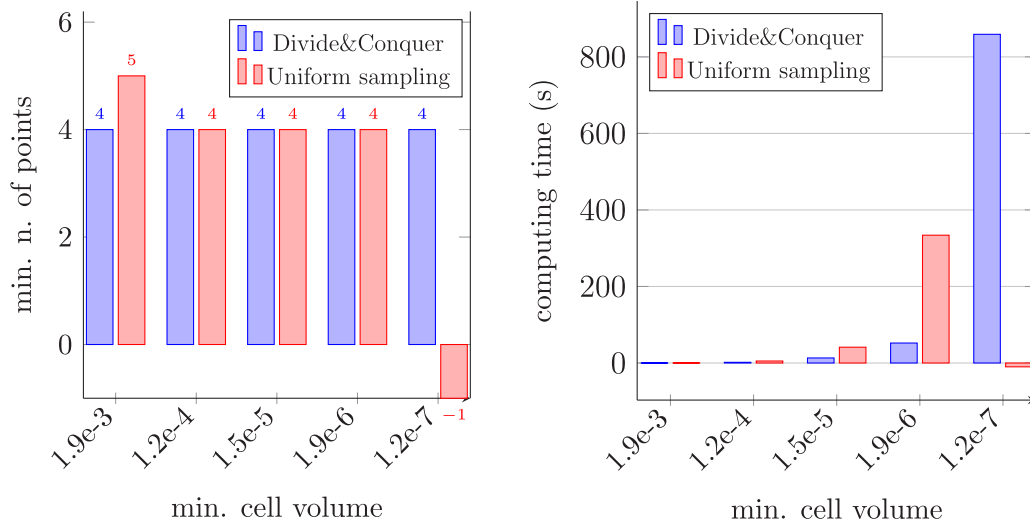 6
4
2
0
min. n. of points
Divide&Conquer
Uniform sampling
4
5
4
4
4
4
4
4
4
−1
1.9e-3
1.2e-4
1.5e-5
1.9e-6
1.2e-7
min. cell volume
800
600
400
200
0
computing time (s)
Divide&Conquer
Uniform sampling
1.9e-3
1.2e-4
1.5e-5
1.9e-6
1.2e-7
min. cell volume